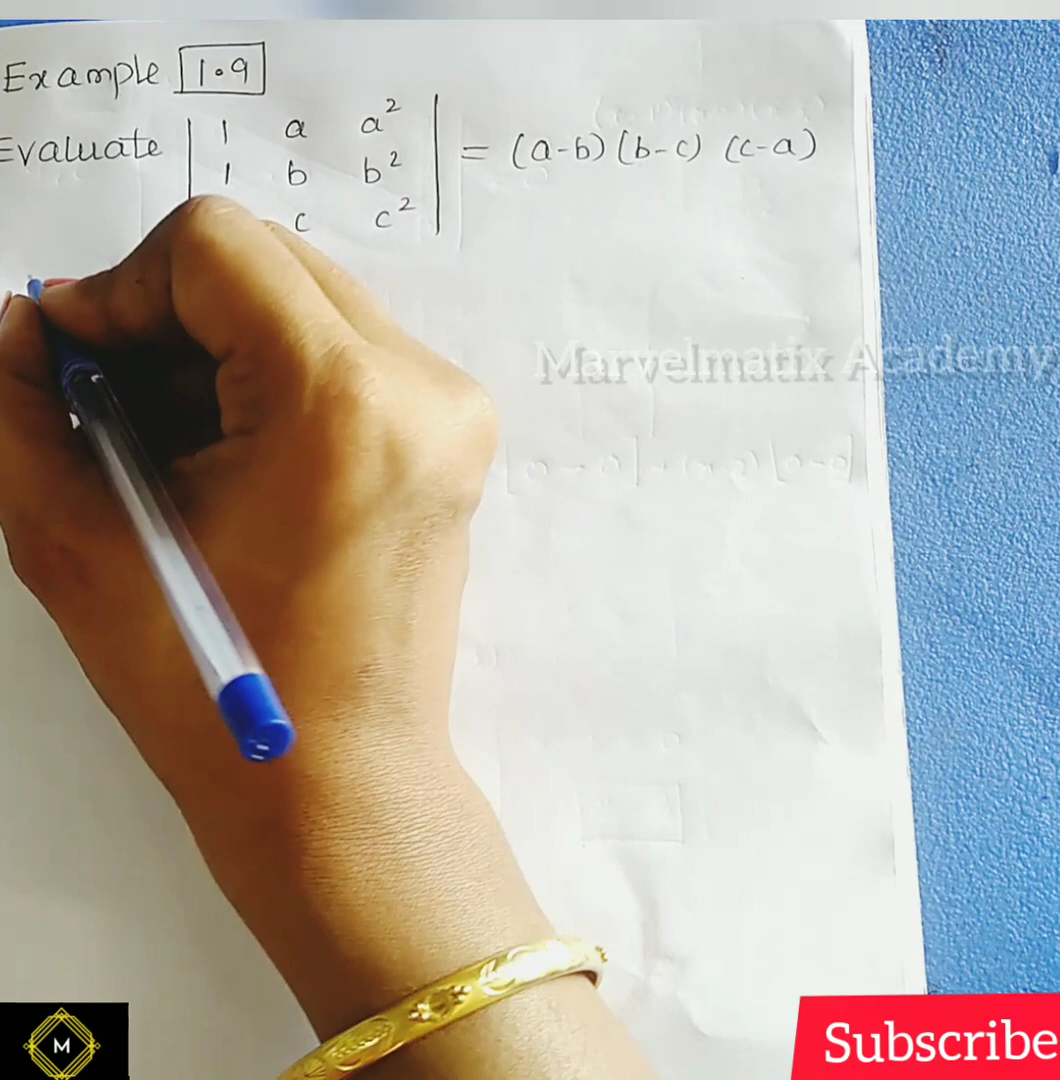 Example 1.9
Evaluate | 1 a a² | = (a-b) (b-c) (c-a)
1 b b²
c c²
Marvelmatix Academy
M
Subscribe